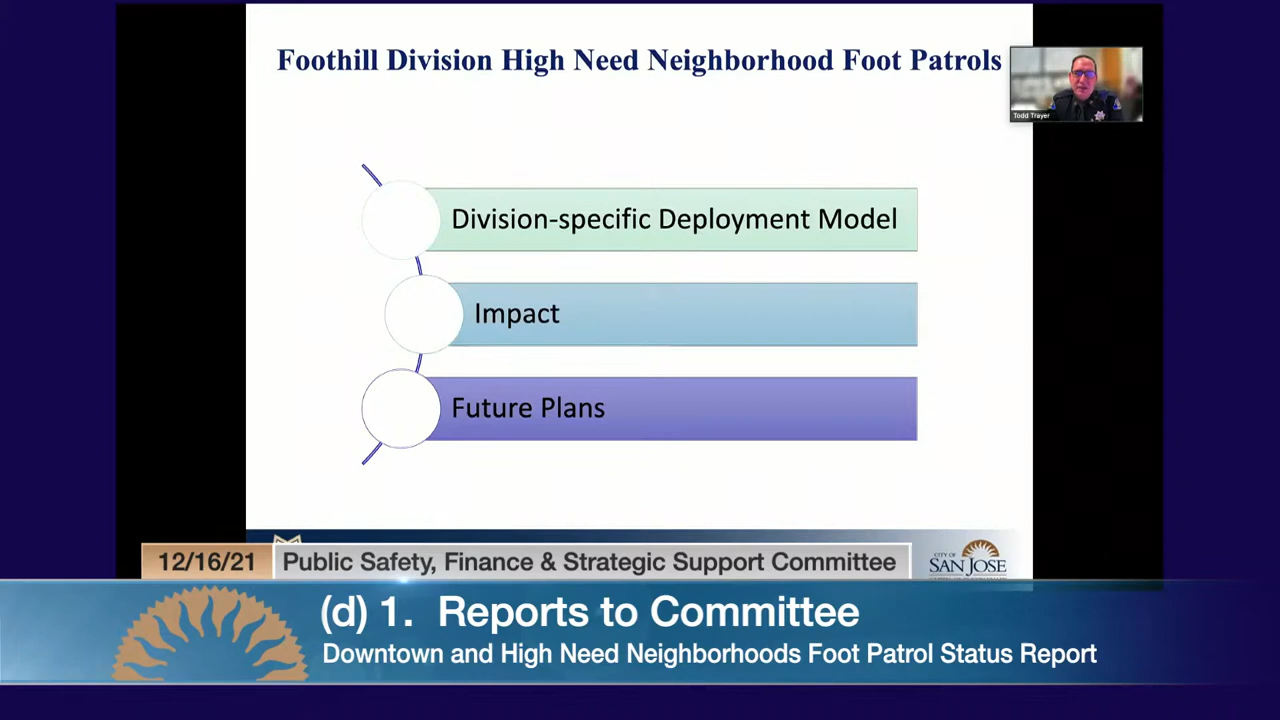 Foothill Division High Need Neighborhood Foot Patrols
Todd Trayer
Division-specific Deployment Model
Impact
Future Plans
12/16/21
Public Safety, Finance & Strategic Support Committee
CITY OF
SAN JOSE
(d) 1. Reports to Committee
Downtown and High Need Neighborhoods Foot Patrol Status Report